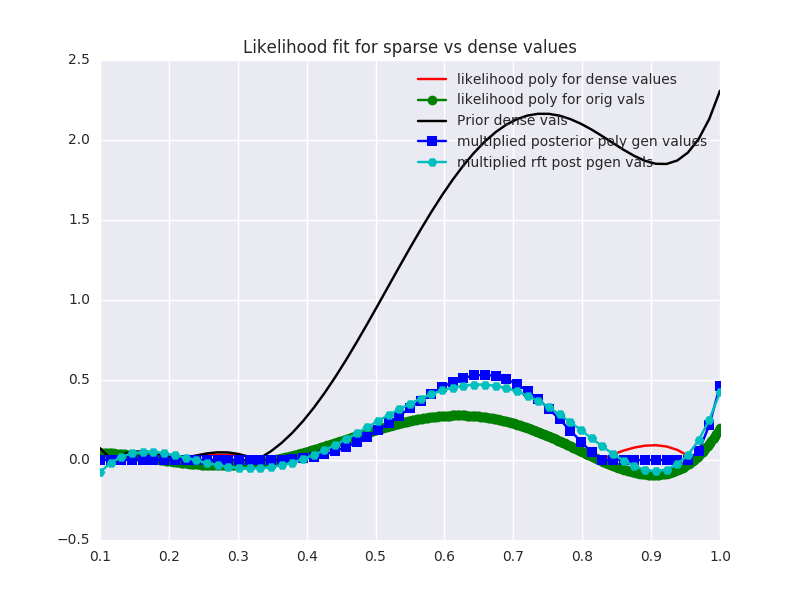 Likelihood fit for sparse vs dense values
2.5
likelihood poly for dense values
likelihood poly for orig vals
Prior dense vals
multiplied posterior poly gen values
multiplied rft post pgen vals
2.0
1.5
1.0
0.5
0.0
−0.5
0.1 0.2 0.3 0.4 0.5 0.6 0.7 0.8 0.9 1.0